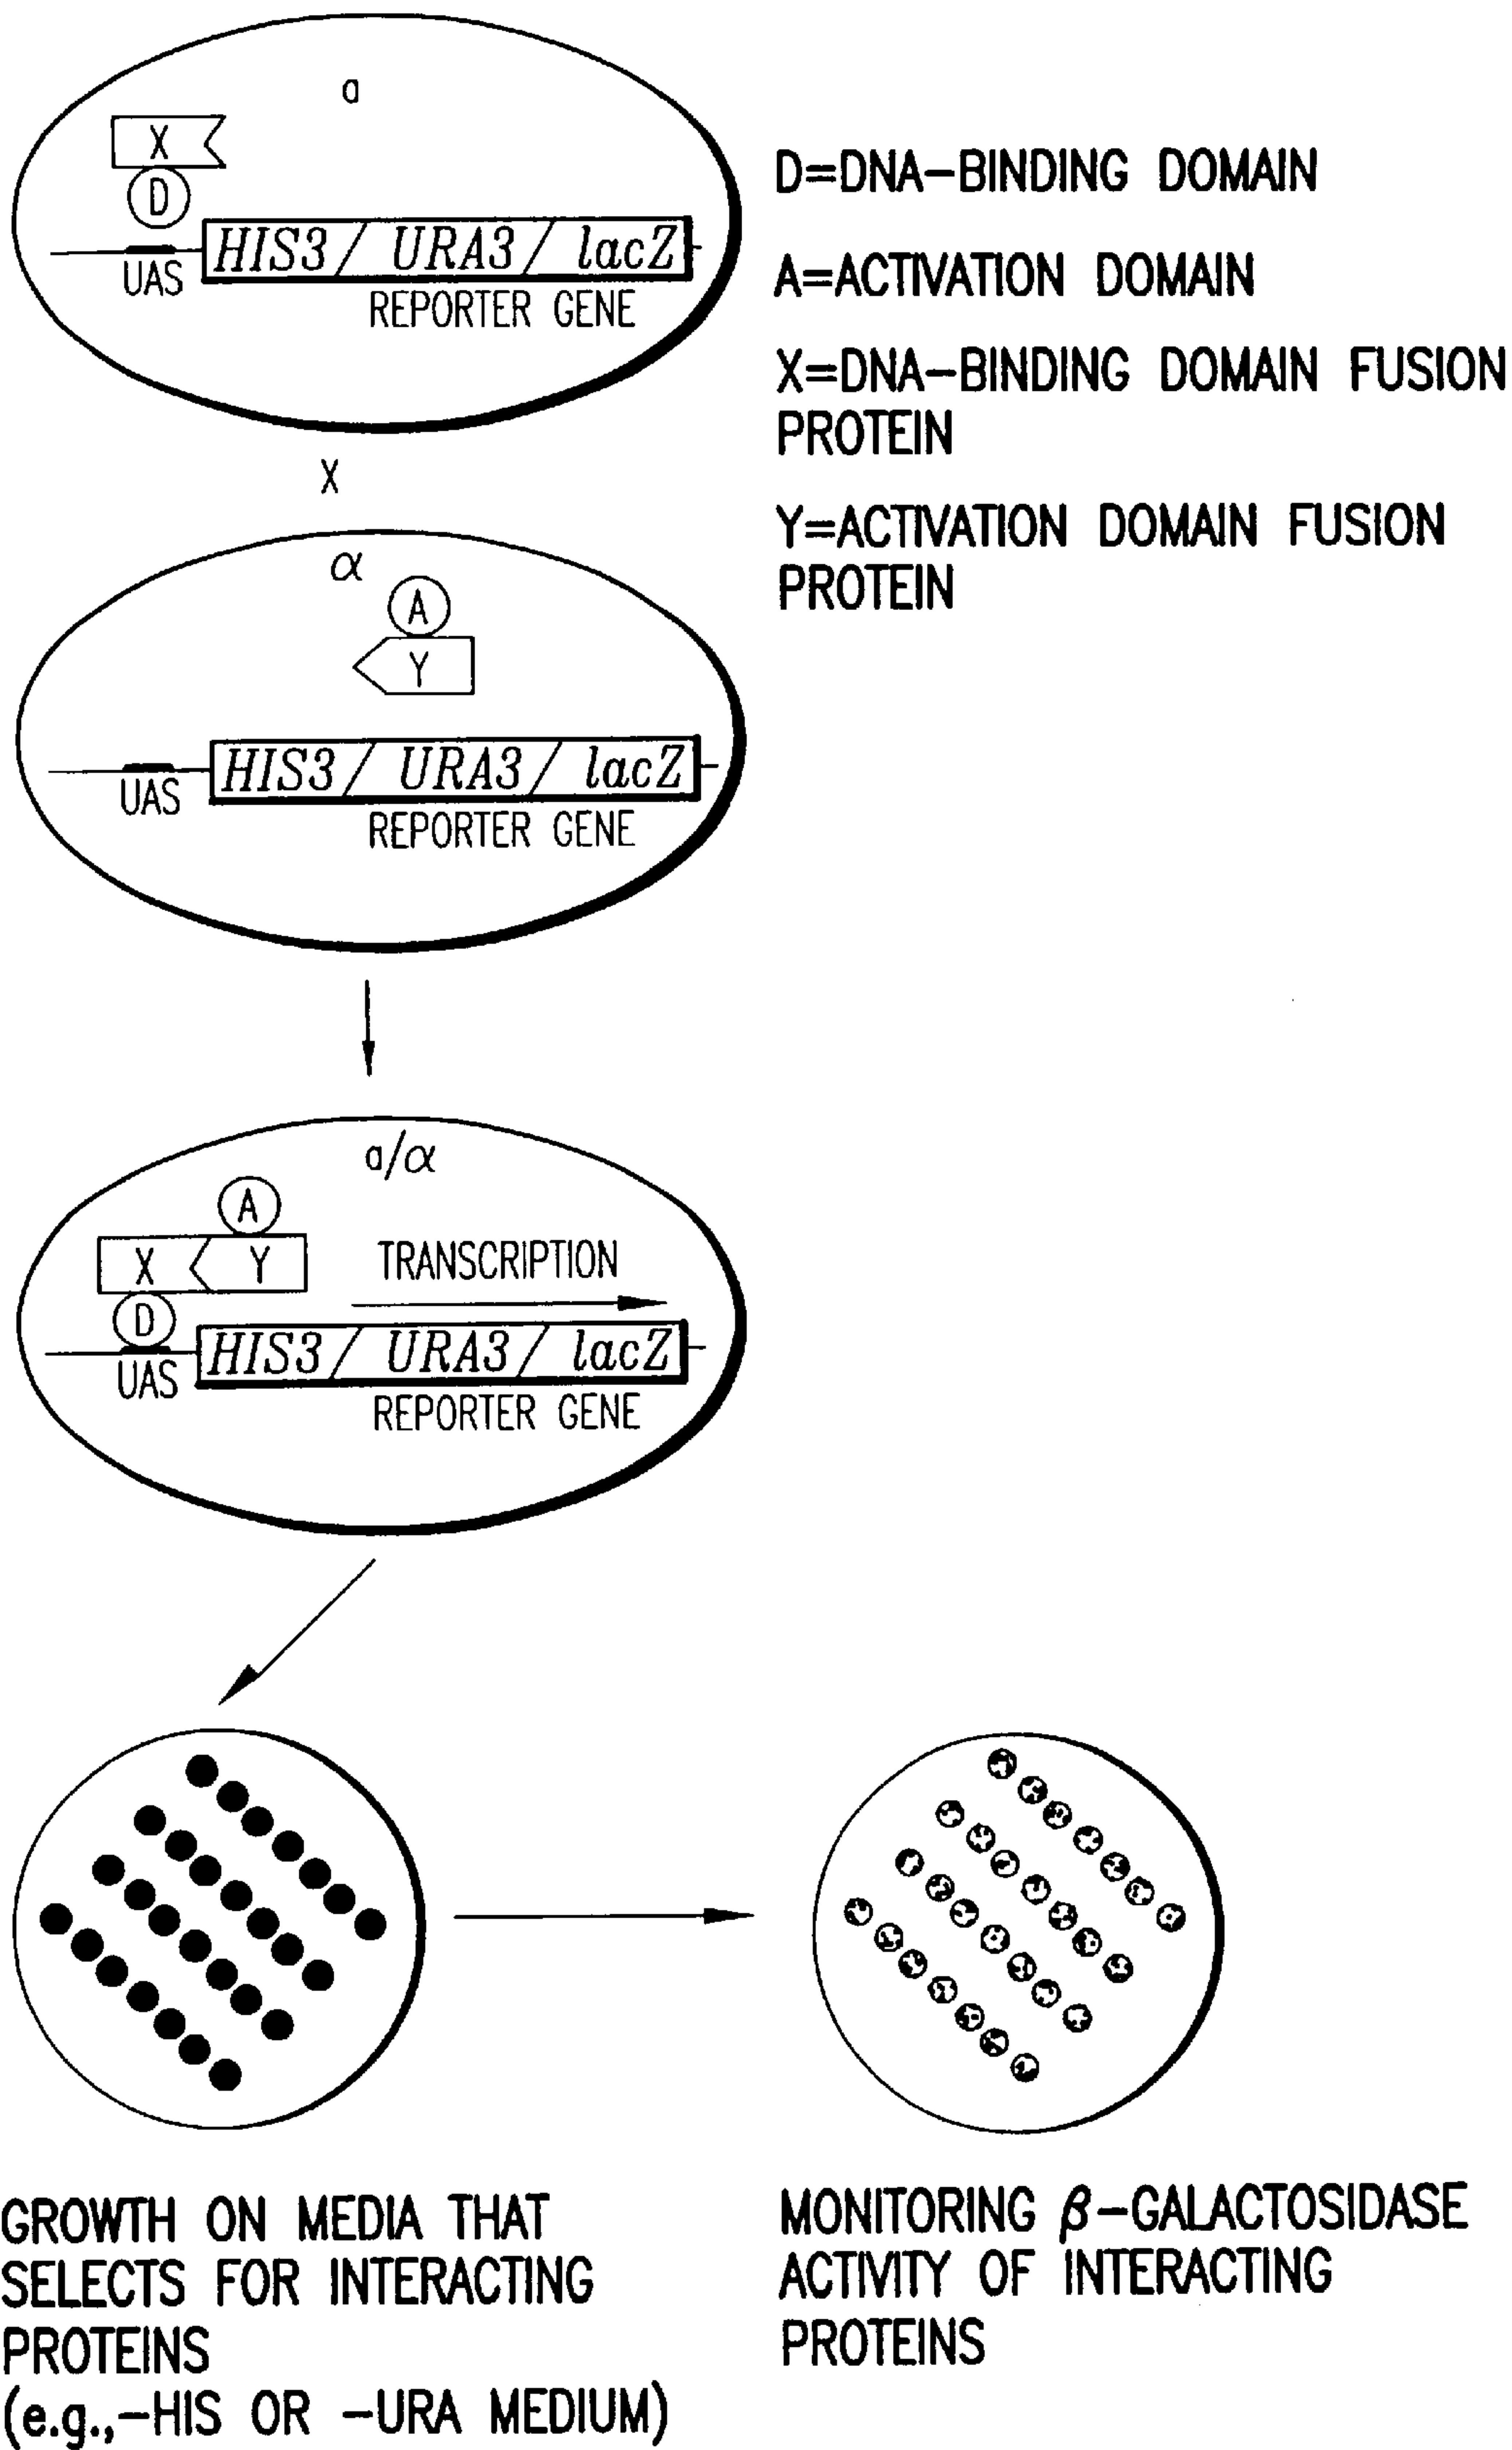 a
X
D
HIS3/ URA3/ lacZ
UAS
REPORTER GENE
D=DNA-BINDING DOMAIN
A=ACTIVATION DOMAIN
X=DNA-BINDING DOMAIN FUSION
PROTEIN
Y=ACTIVATION DOMAIN FUSION
PROTEIN
X
α
A
Y
HIS3/ URA3/ lacZ
UAS
REPORTER GENE
a/α
A
X Y
TRANSCRIPTION
D
HIS3/ URA3/ lacZ
UAS
REPORTER GENE
GROWTH ON MEDIA THAT
SELECTS FOR INTERACTING
PROTEINS
(e.g.,-HIS OR -URA MEDIUM)
MONITORING β-GALACTOSIDASE
ACTIVITY OF INTERACTING
PROTEINS